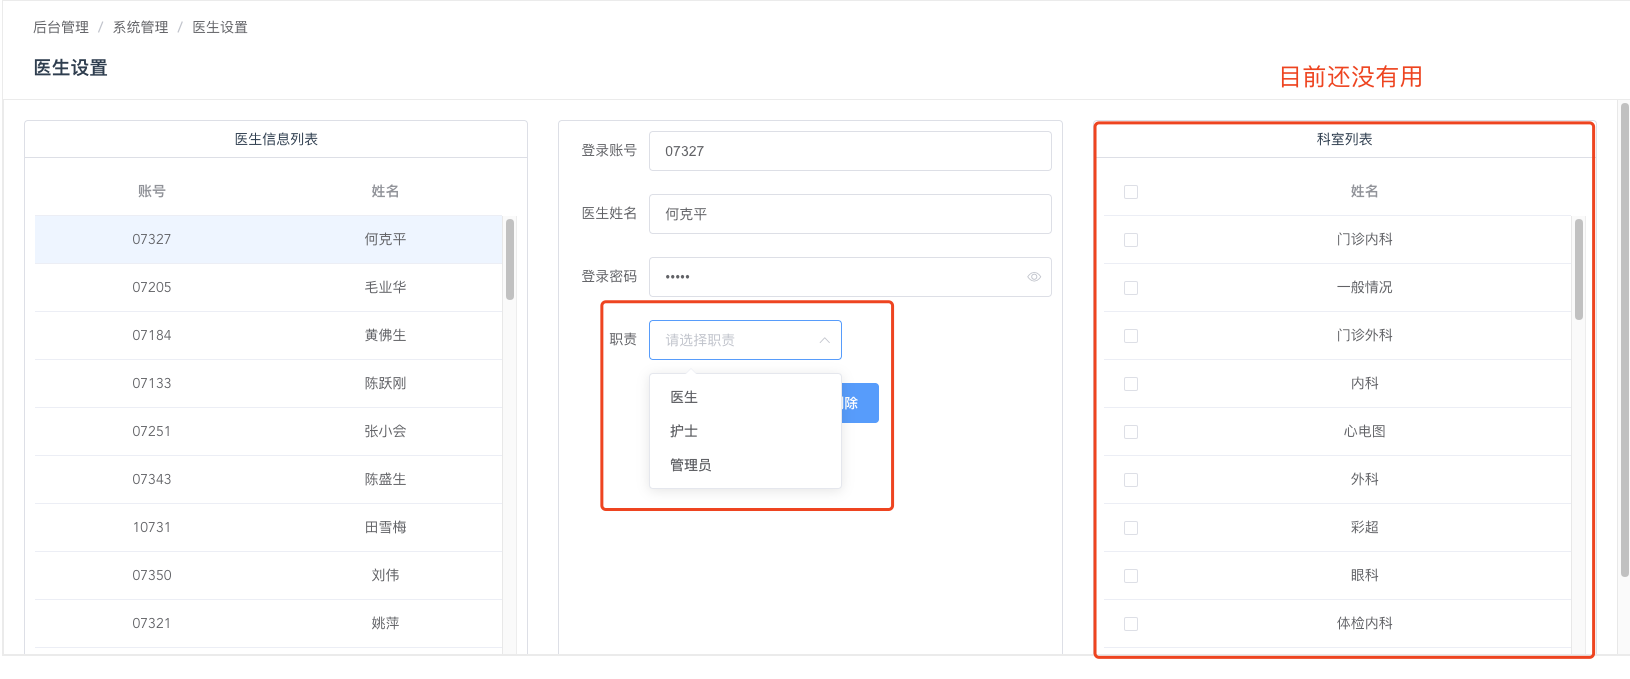 后台管理 / 系统管理 / 医生设置
医生设置
目前还没有用
医生信息列表
账号 姓名
07327 何克平
07205 毛业华
07184 黄佛生
07133 陈跃刚
07251 张小会
07343 陈盛生
10731 田雪梅
07350 刘伟
07321 姚萍
登录账号 07327
医生姓名 何克平
登录密码 •••••
职责 请选择职责
医生
护士
管理员
除
科室列表
姓名
门诊内科
一般情况
门诊外科
内科
心电图
外科
彩超
眼科
体检内科